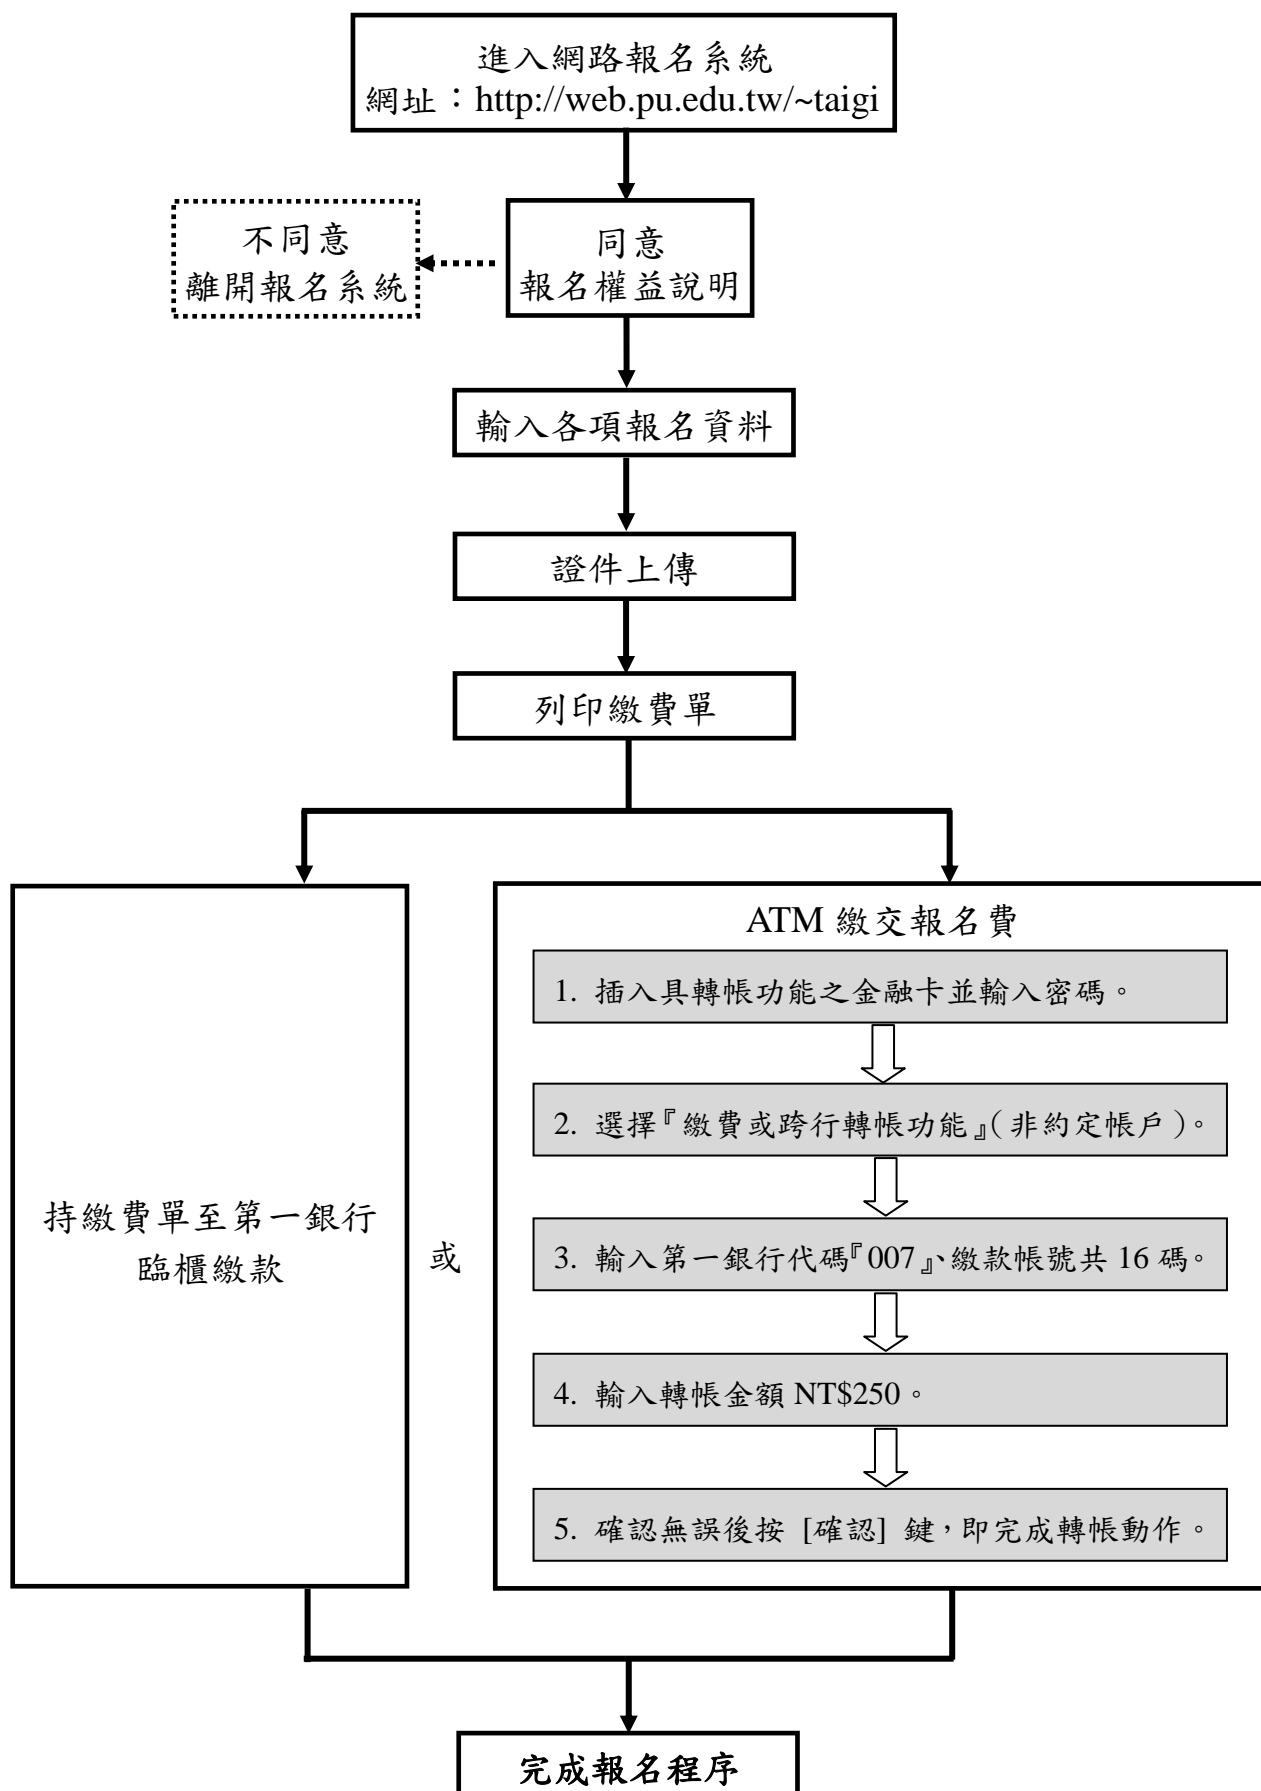 進入網路報名系統
網址：http://web.pu.edu.tw/~taigi
不同意
離開報名系統
同意
報名權益說明
輸入各項報名資料
證件上傳
列印繳費單
持繳費單至第一銀行
臨櫃繳款
或
ATM 繳交報名費
1. 插入具轉帳功能之金融卡並輸入密碼。
2. 選擇『繳費或跨行轉帳功能』（非約定帳戶）。
3. 輸入第一銀行代碼『007』、繳款帳號共 16 碼。
4. 輸入轉帳金額 NT$250。
5. 確認無誤後按 [確認] 鍵，即完成轉帳動作。
完成報名程序